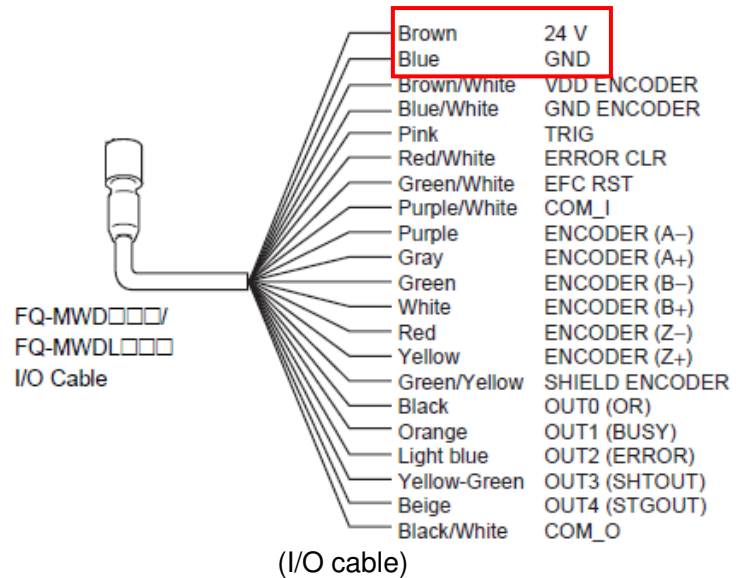 Brown 24 V
Blue GND
Brown/White VDD ENCODER
Blue/White GND ENCODER
Pink TRIG
Red/White ERROR CLR
Green/White EFC RST
Purple/White COM_I
Purple ENCODER (A−)
Gray ENCODER (A+)
Green ENCODER (B−)
White ENCODER (B+)
Red ENCODER (Z−)
Yellow ENCODER (Z+)
Green/Yellow SHIELD ENCODER
Black OUT0 (OR)
Orange OUT1 (BUSY)
Light blue OUT2 (ERROR)
Yellow-Green OUT3 (SHTOUT)
Beige OUT4 (STGOUT)
Black/White COM_O
FQ-MWD□□□/
FQ-MWDL□□□
I/O Cable
(I/O cable)